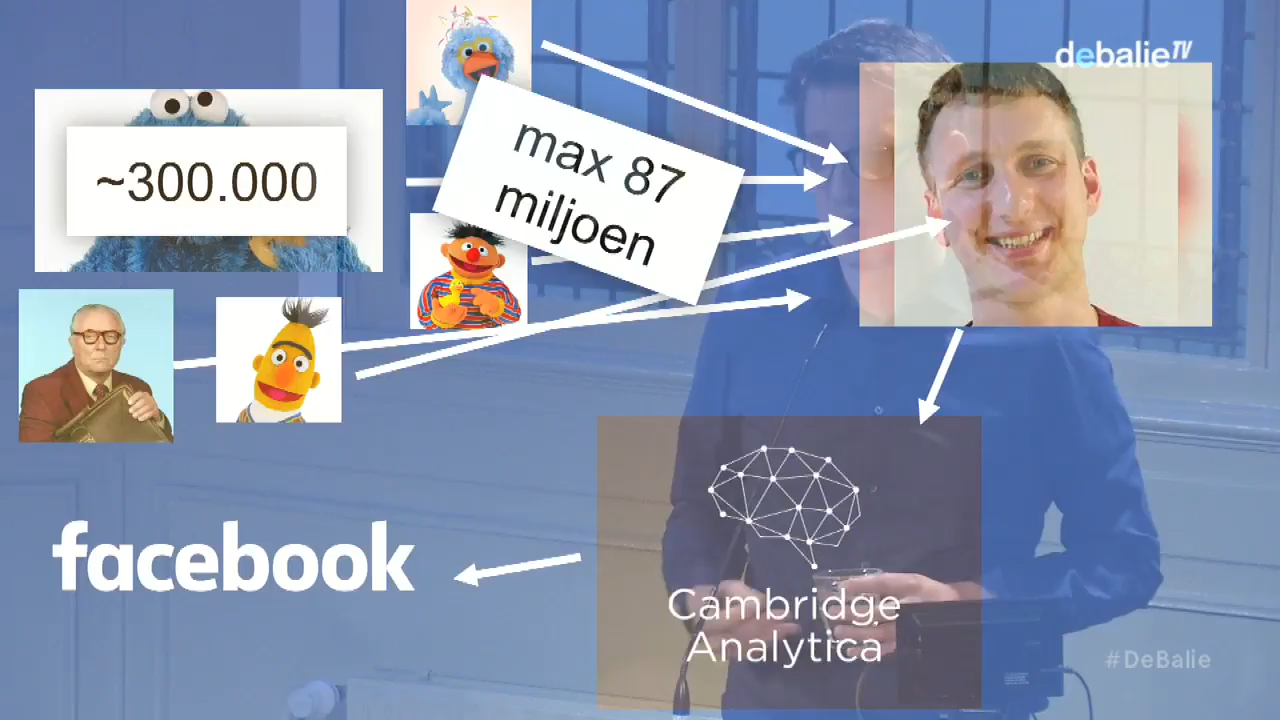 debalieTV
~300.000
max 87
miljoen
facebook
Cambridge
Analytica
#DeBalie